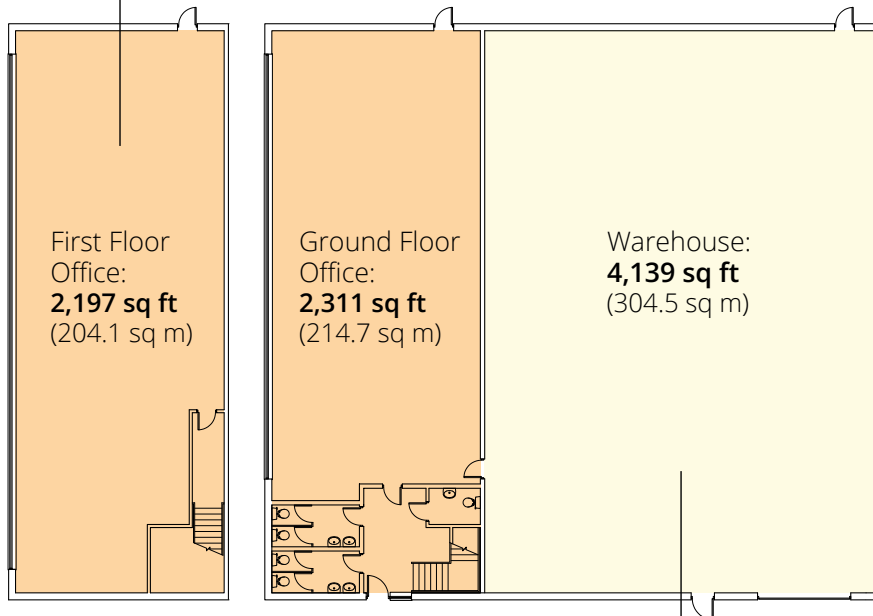 First Floor
Office:
2,197 sq ft
(204.1 sq m)
Ground Floor
Office:
2,311 sq ft
(214.7 sq m)
Warehouse:
4,139 sq ft
(304.5 sq m)